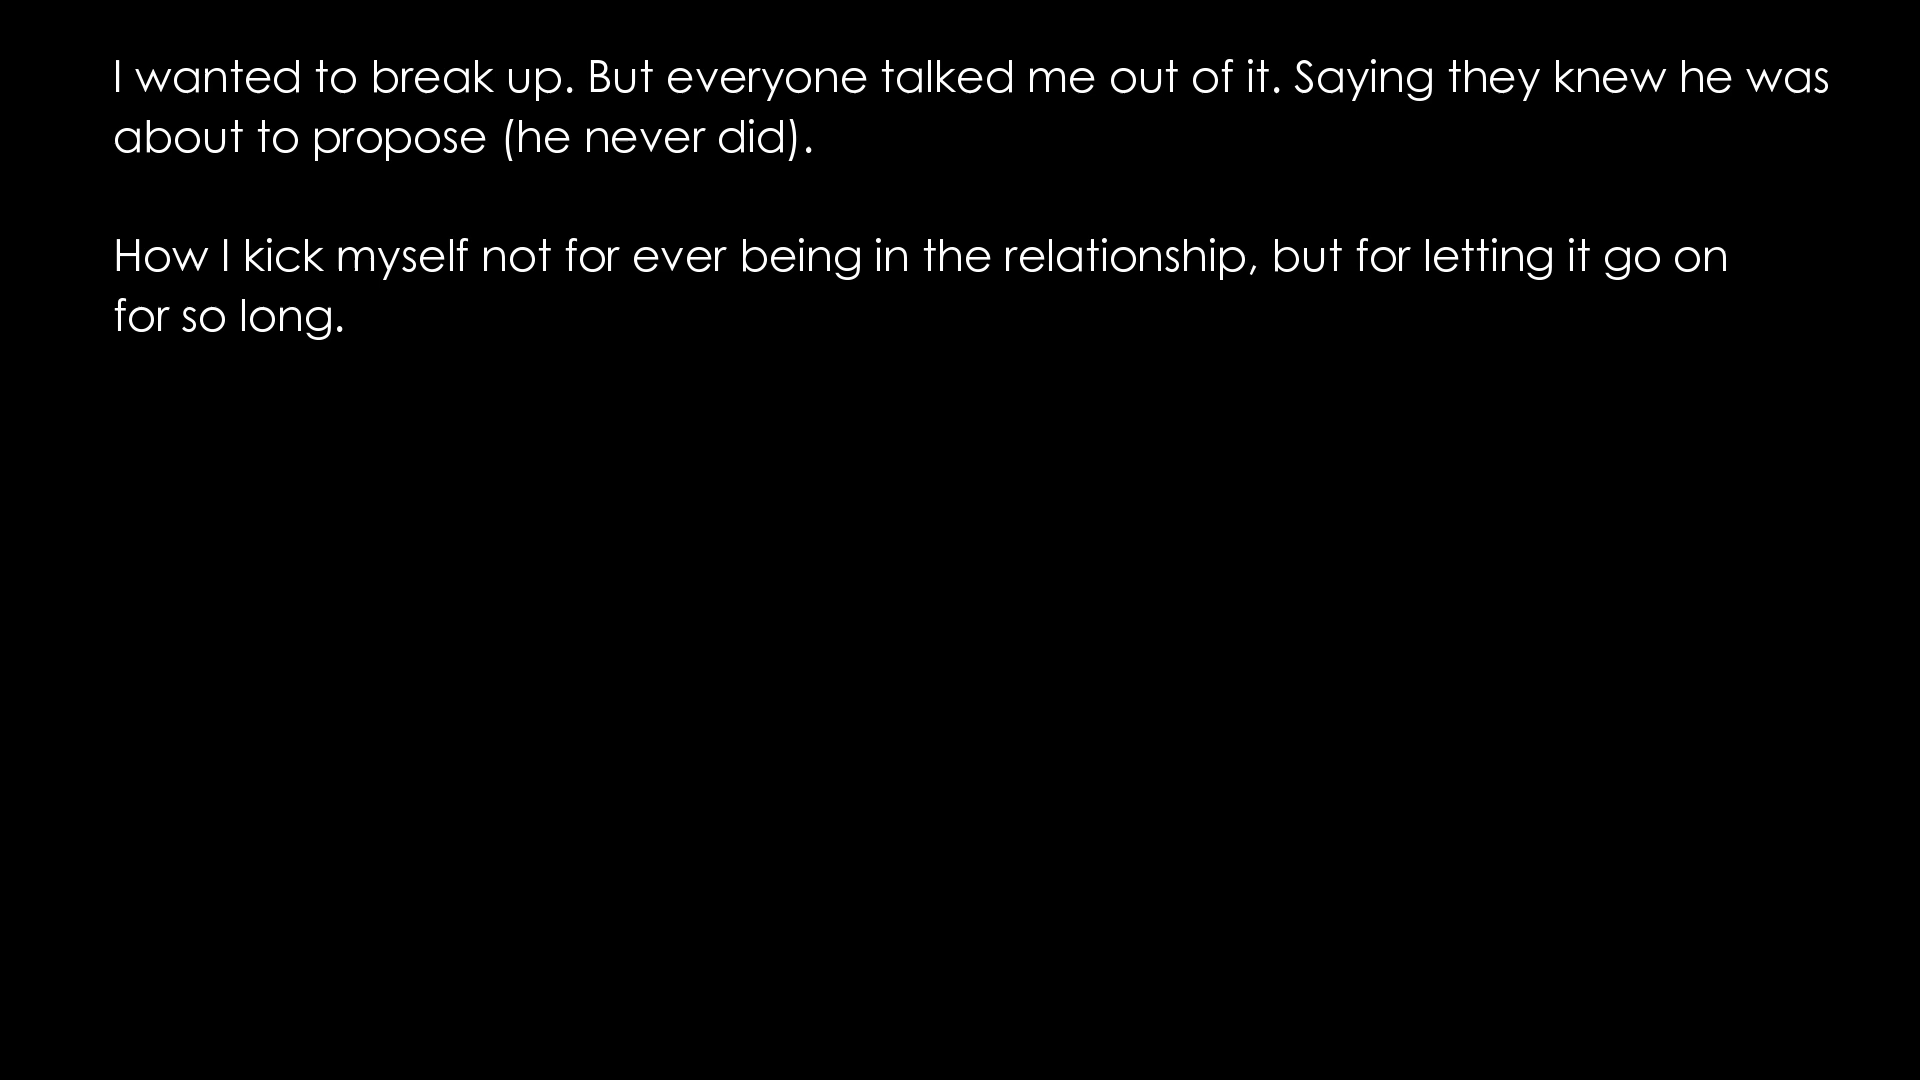 I wanted to break up. But everyone talked me out of it. Saying they knew he was
about to propose (he never did).
How I kick myself not for ever being in the relationship, but for letting it go on
for so long.